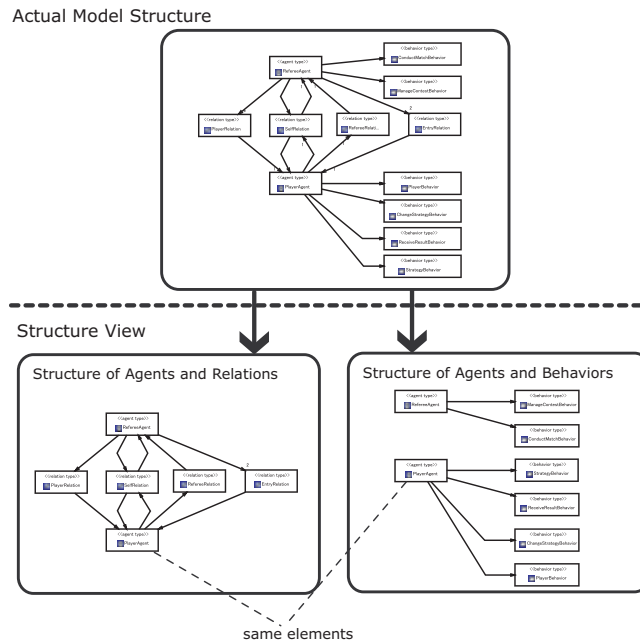 Actual Model Structure
<<agent type>>
RefereeAgent
<<behavior type>>
ConductMatchBehavior
<<behavior type>>
ManageContestBehavior
<<relation type>>
PlayerRelation
<<relation type>>
SelfRelation
<<relation type>>
RefereeRelati...
<<relation type>>
EntryRelation
2
<<agent type>>
PlayerAgent
<<behavior type>>
PlayerBehavior
<<behavior type>>
ChangeStrategyBehavior
<<behavior type>>
ReceiveResultBehavior
<<behavior type>>
StrategyBehavior
Structure View
Structure of Agents and Relations
<<agent type>>
RefereeAgent
<<relation type>>
PlayerRelation
<<relation type>>
SelfRelation
<<relation type>>
RefereeRelation
2
<<relation type>>
EntryRelation
<<agent type>>
PlayerAgent
Structure of Agents and Behaviors
<<agent type>>
RefereeAgent
<<behavior type>>
ManageContextBehavior
<<behavior type>>
ConductMatchBehavior
<<agent type>>
PlayerAgent
<<behavior type>>
StrategyBehavior
<<behavior type>>
ReceiveResultBehavior
<<behavior type>>
ChangeStrategyBehavior
<<behavior type>>
PlayerBehavior
same elements